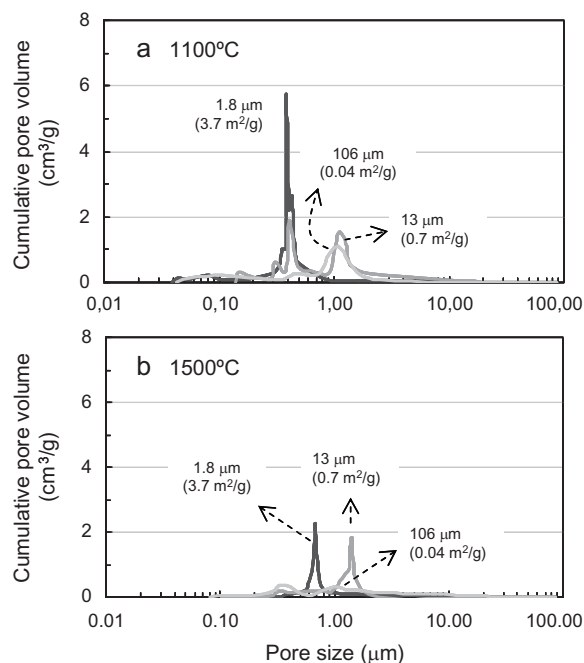 Cumulative pore volume
(cm³/g)
8
6
4
2
0
a 1100ºC
1.8 µm
(3.7 m²/g)
106 µm
(0.04 m²/g)
13 µm
(0.7 m²/g)
0,01 0,10 1,00 10,00 100,00
Cumulative pore volume
(cm³/g)
8
6
4
2
0
b 1500ºC
1.8 µm
(3.7 m²/g)
13 µm
(0.7 m²/g)
106 µm
(0.04 m²/g)
0.01 0.10 1.00 10.00 100.00
Pore size (µm)